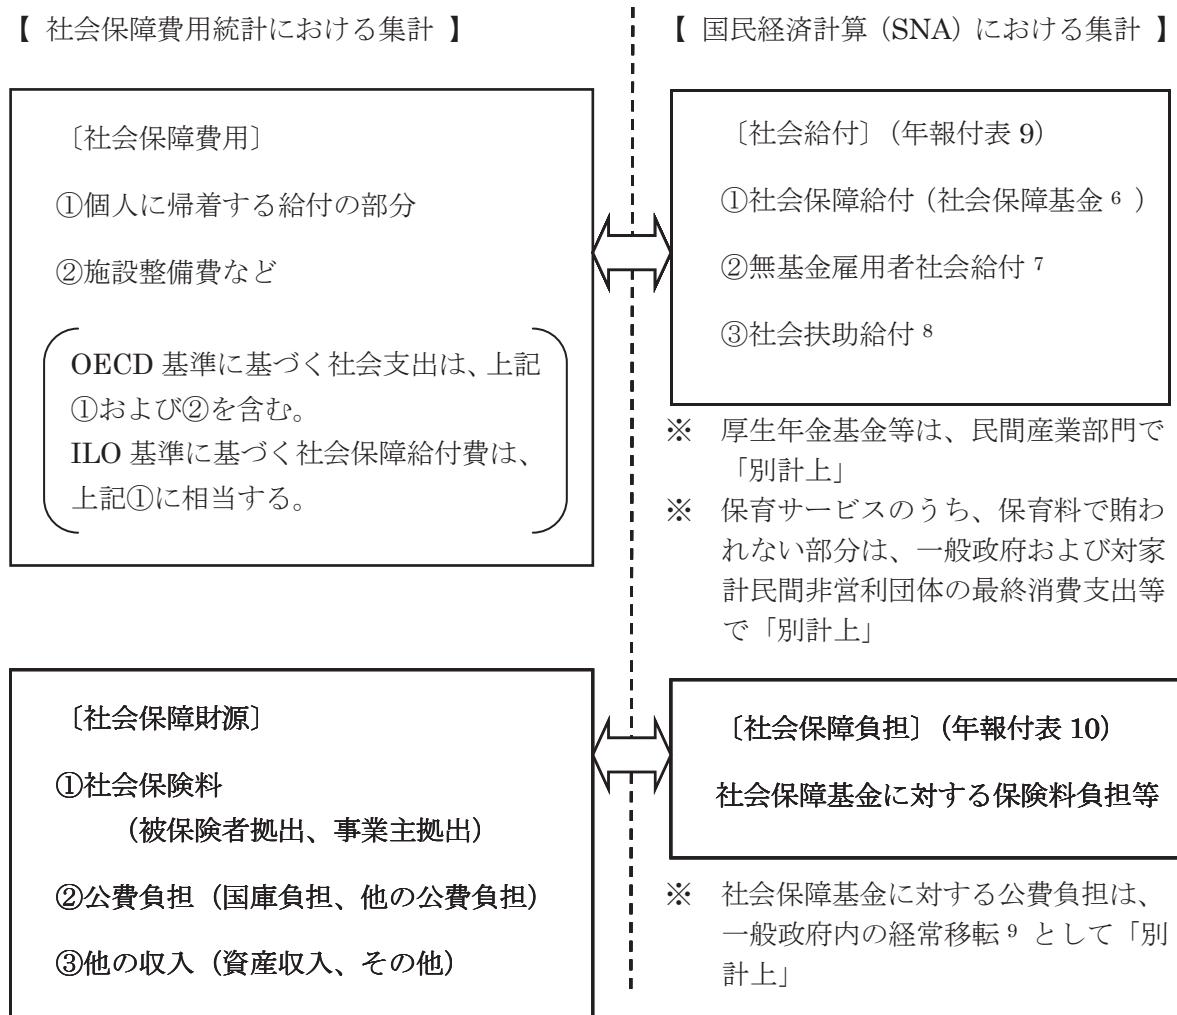 【 社会保障費用統計における集計 】
〔社会保障費用〕
①個人に帰着する給付の部分
②施設整備費など
OECD 基準に基づく社会支出は、上記
①および②を含む。
ILO 基準に基づく社会保障給付費は、
上記①に相当する。
〔社会保障財源〕
①社会保険料
（被保険者拠出、事業主拠出）
②公費負担（国庫負担、他の公費負担）
③他の収入（資産収入、その他）
【 国民経済計算（SNA）における集計 】
〔社会給付〕（年報付表 9）
①社会保障給付（社会保障基金 6 ）
②無基金雇用者社会給付 7
③社会扶助給付 8
※ 厚生年金基金等は、民間産業部門で
「別計上」
※ 保育サービスのうち、保育料で賄わ
れない部分は、一般政府および対家
計民間非営利団体の最終消費支出等
で「別計上」
〔社会保障負担〕（年報付表 10）
社会保障基金に対する保険料負担等
※ 社会保障基金に対する公費負担は、
一般政府内の経常移転 9 として「別
計上」